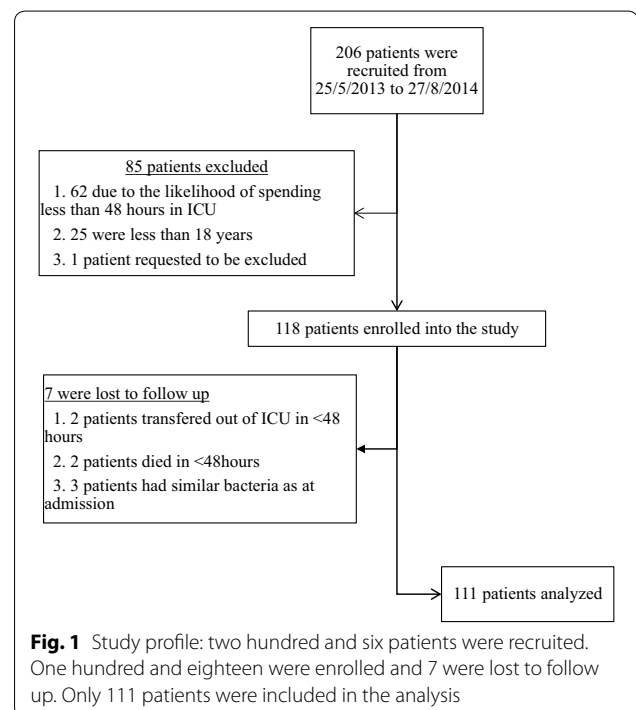 206 patients were
recruited from
25/5/2013 to 27/8/2014
85 patients excluded
1. 62 due to the likelihood of spending
less than 48 hours in ICU
2. 25 were less than 18 years
3. 1 patient requested to be excluded
118 patients enrolled into the study
7 were lost to follow up
1. 2 patients transfered out of ICU in <48
hours
2. 2 patients died in <48hours
3. 3 patients had similar bacteria as at
admission
111 patients analyzed
Fig. 1 Study profile: two hundred and six patients were recruited.
One hundred and eighteen were enrolled and 7 were lost to follow
up. Only 111 patients were included in the analysis